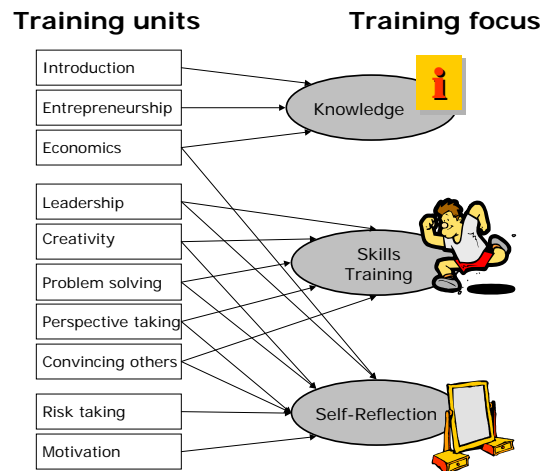 Training units
Training focus
Introduction
Entrepreneurship
Economics
Leadership
Creativity
Problem solving
Perspective taking
Convincing others
Risk taking
Motivation
Knowledge
i
Skills
Training
Self-Reflection